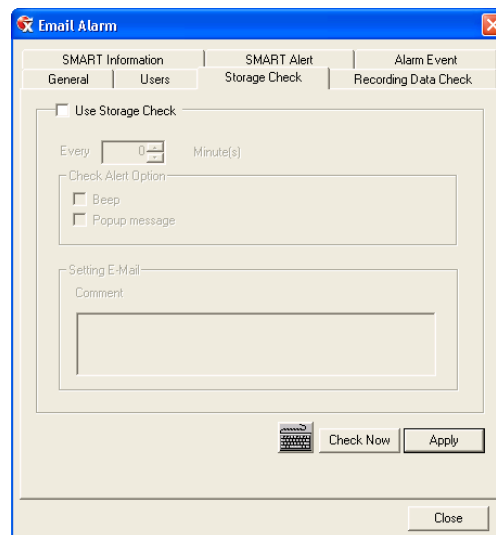 Email Alarm
SMART Information SMART Alert Alarm Event
General Users Storage Check Recording Data Check
Use Storage Check
Every 0 Minute(s)
Check Alert Option
Beep
Popup message
Setting E-Mail
Comment
Check Now Apply
Close